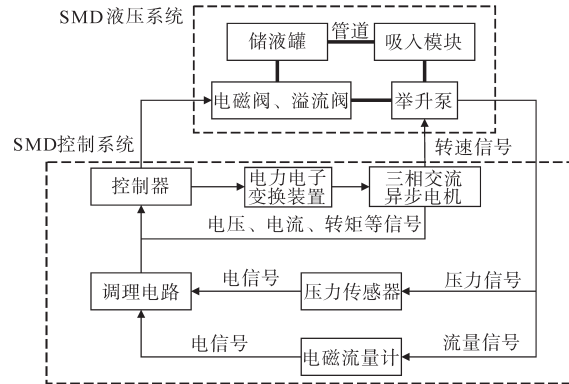 SMD液压系统
储液罐
管道
吸入模块
电磁阀、溢流阀
举升泵
SMD控制系统
转速信号
控制器
电力电子
变换装置
三相交流
异步电机
电压、电流、转矩等信号
调理电路
电信号
压力传感器
压力信号
电信号
电磁流量计
流量信号